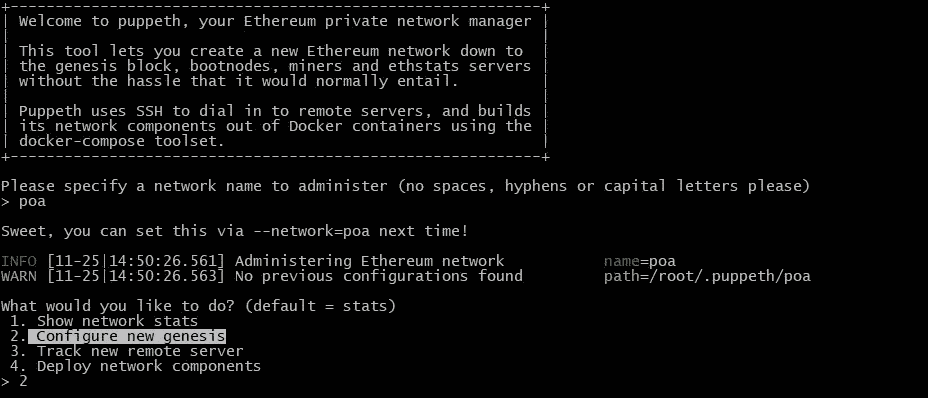 +-----------------------------------------------------------+
| Welcome to puppeth, your Ethereum private network manager |
|                                                           |
| This tool lets you create a new Ethereum network down to  |
| the genesis block, bootnodes, miners and ethstats servers |
| without the hassle that it would normally entail.         |
|                                                           |
| Puppeth uses SSH to dial in to remote servers, and builds |
| its network components out of Docker containers using the |
| docker-compose toolset.                                   |
+-----------------------------------------------------------+
Please specify a network name to administer (no spaces, hyphens or capital letters please)
> poa
Sweet, you can set this via --network=poa next time!
INFO [11-25|14:50:26.561] Administering Ethereum network           name=poa
WARN [11-25|14:50:26.563] No previous configurations found         path=/root/.puppeth/poa
What would you like to do? (default = stats)
 1. Show network stats
 2. Configure new genesis
 3. Track new remote server
 4. Deploy network components
> 2